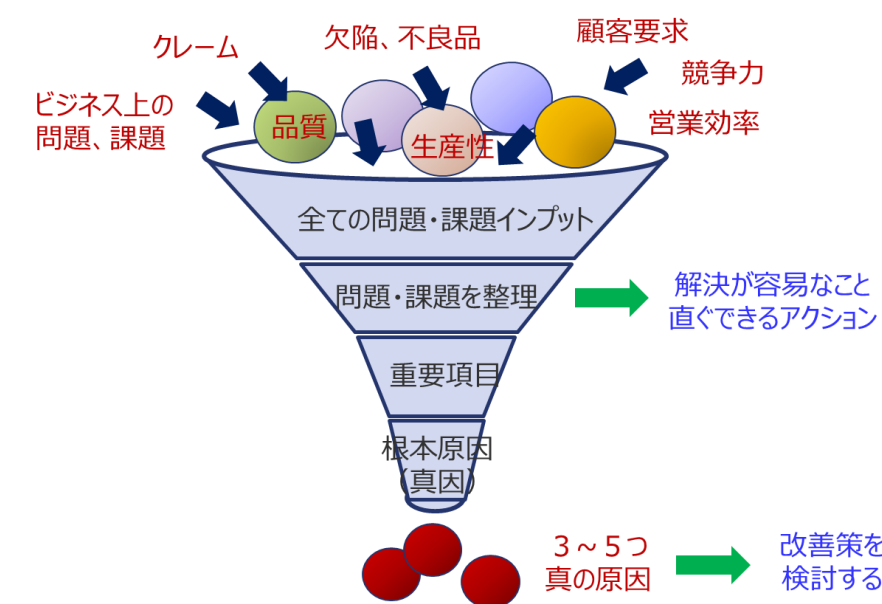 クレーム
欠陥、不良品
顧客要求
競争力
ビジネス上の
問題、課題
品質
生産性
営業効率
全ての問題・課題インプット
問題・課題を整理
解決が容易なこと
直ぐできるアクション
重要項目
根本原因
（真因）
３～５つ
真の原因
改善策を
検討する